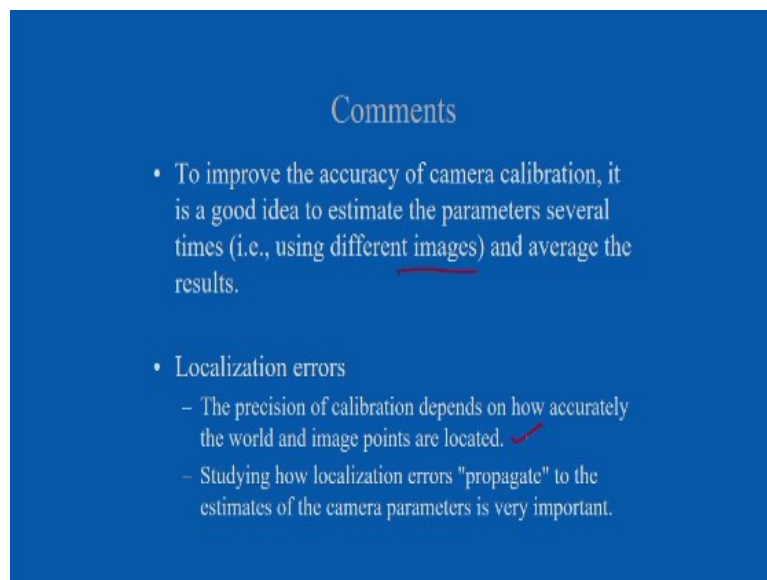 Comments
• To improve the accuracy of camera calibration, it
is a good idea to estimate the parameters several
times (i.e., using different images) and average the
results.
• Localization errors
– The precision of calibration depends on how accurately
the world and image points are located.
– Studying how localization errors "propagate" to the
estimates of the camera parameters is very important.